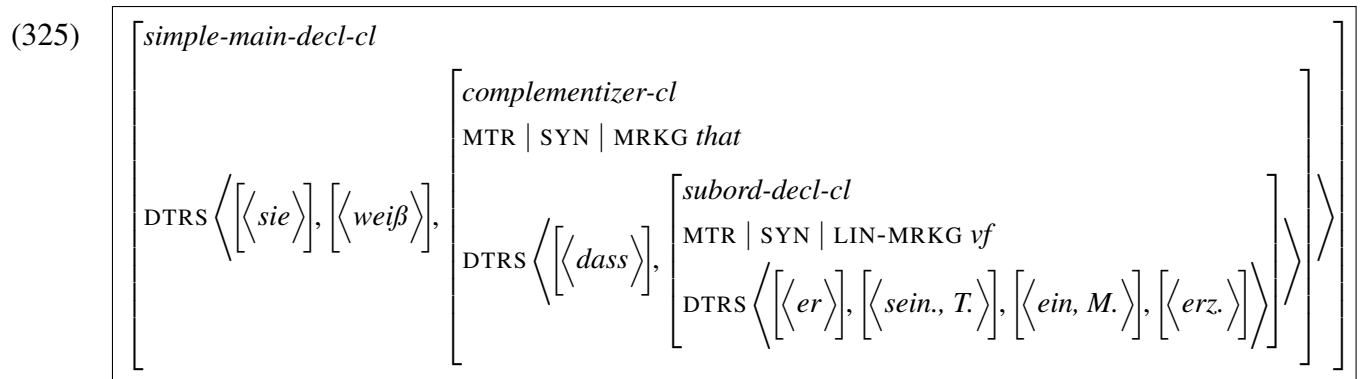 (325)
simple-main-decl-cl
complementizer-cl
MTR | SYN | MRKG that
subord-decl-cl
MTR | SYN | LIN-MRKG vf
DTRS ⟨[⟨sie⟩], [⟨weiß⟩], DTRS ⟨[⟨dass⟩], DTRS ⟨[⟨er⟩], [⟨sein., T.⟩], [⟨ein, M.⟩], [⟨erz.⟩]⟩⟩⟩